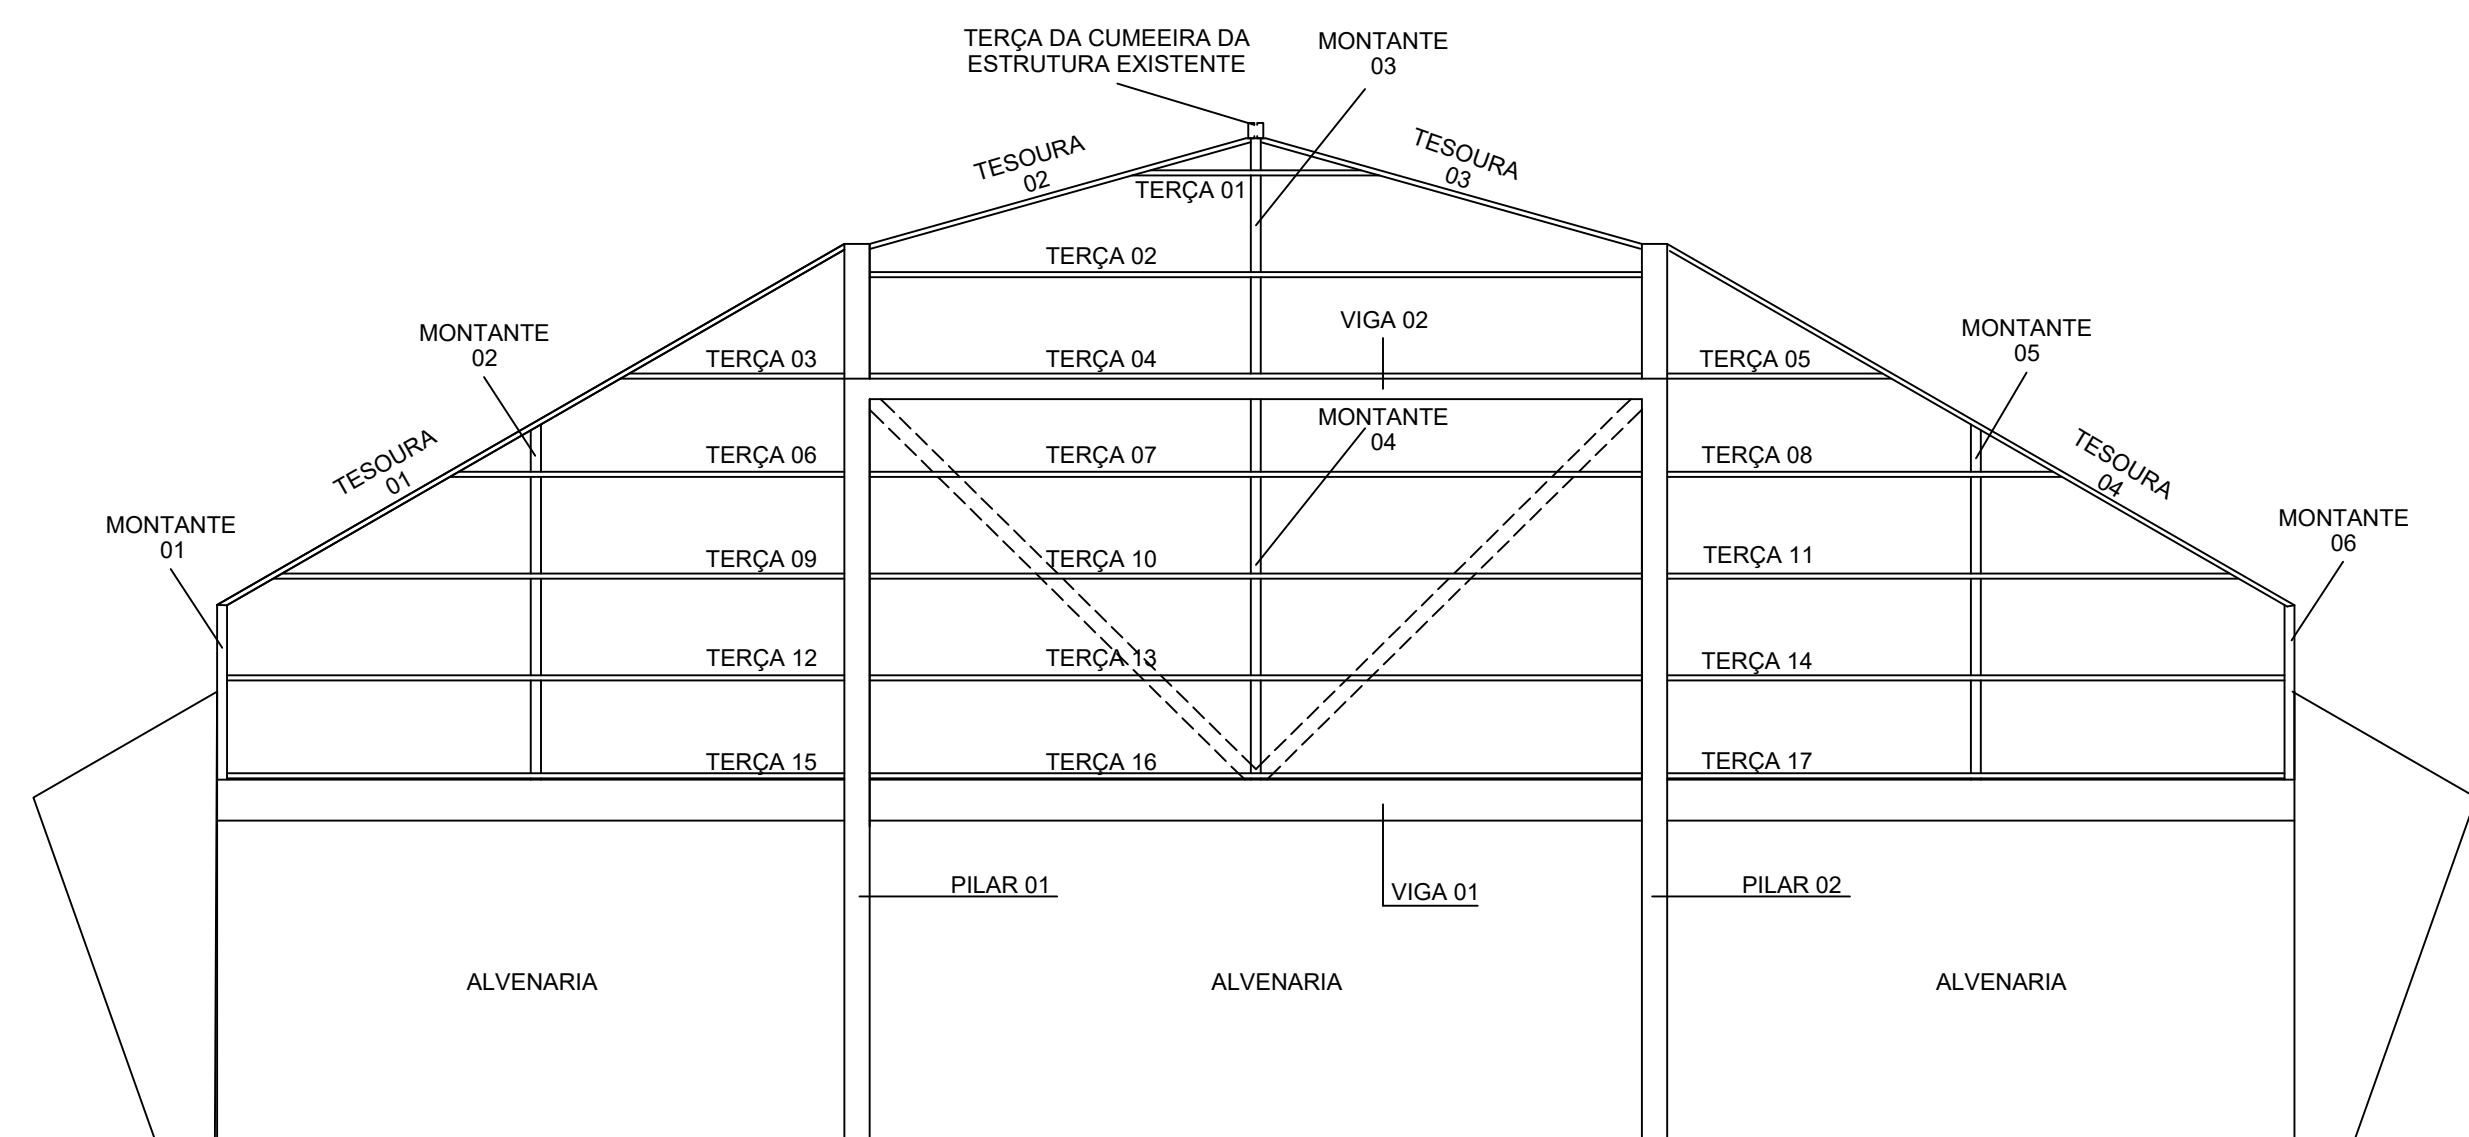 TERÇA DA CUMEEIRA DA
ESTRUTURA EXISTENTE
MONTANTE
03
TESOURA
02
TESOURA
03
TERÇA 01
TERÇA 02
MONTANTE
02
VIGA 02
MONTANTE
05
TERÇA 03
TERÇA 04
TERÇA 05
MONTANTE
04
TESOURA
01
TERÇA 06
TERÇA 07
TERÇA 08
TESOURA
04
MONTANTE
01
MONTANTE
06
TERÇA 09
TERÇA 10
TERÇA 11
TERÇA 12
TERÇA 13
TERÇA 14
TERÇA 15
TERÇA 16
TERÇA 17
PILAR 01
VIGA 01
PILAR 02
ALVENARIA
ALVENARIA
ALVENARIA